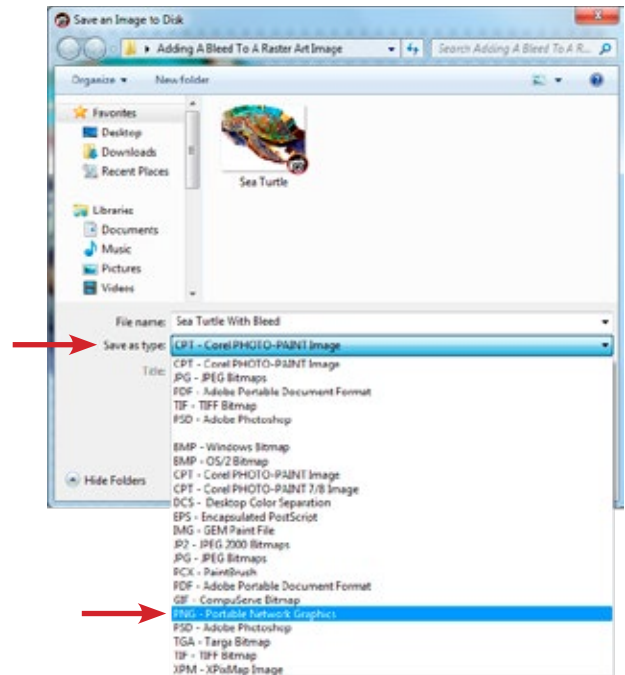 Save an Image to Disk
Adding A Bleed To A Raster Art Image
Search Adding A Bleed To A R...
Organize
New folder
Favorites
Desktop
Downloads
Recent Places
Libraries
Documents
Music
Pictures
Videos
Sea Turtle
File name: Sea Turtle With Bleed
Save as type: CPT - Corel PHOTO-PAINT Image
Title:
CPT - Corel PHOTO-PAINT Image
JPG - JPEG Bitmaps
PDF - Adobe Portable Document Format
TIF - TIFF Bitmap
PSD - Adobe Photoshop
BMP - Windows Bitmap
BMP - OS/2 Bitmap
CPT - Corel PHOTO-PAINT Image
CPT - Corel PHOTO-PAINT 7/8 Image
DCS - Desktop Color Separation
EPS - Encapsulated PostScript
IMG - GEM Paint File
JP2 - JPEG 2000 Bitmaps
JPG - JPEG Bitmaps
PCX - PaintBrush
PDF - Adobe Portable Document Format
GIF - CompuServe Bitmap
PNG - Portable Network Graphics
PSD - Adobe Photoshop
TGA - Targa Bitmap
TIF - TIFF Bitmap
XPM - XPixMap Image
Hide Folders